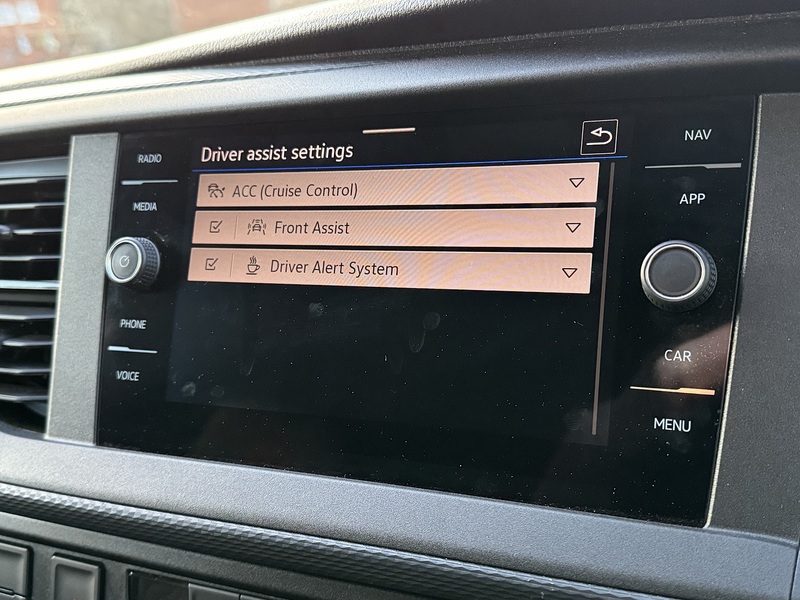 RADIO
MEDIA
PHONE
VOICE
Driver assist settings
ACC (Cruise Control)
Front Assist
Driver Alert System
NAV
APP
CAR
MENU